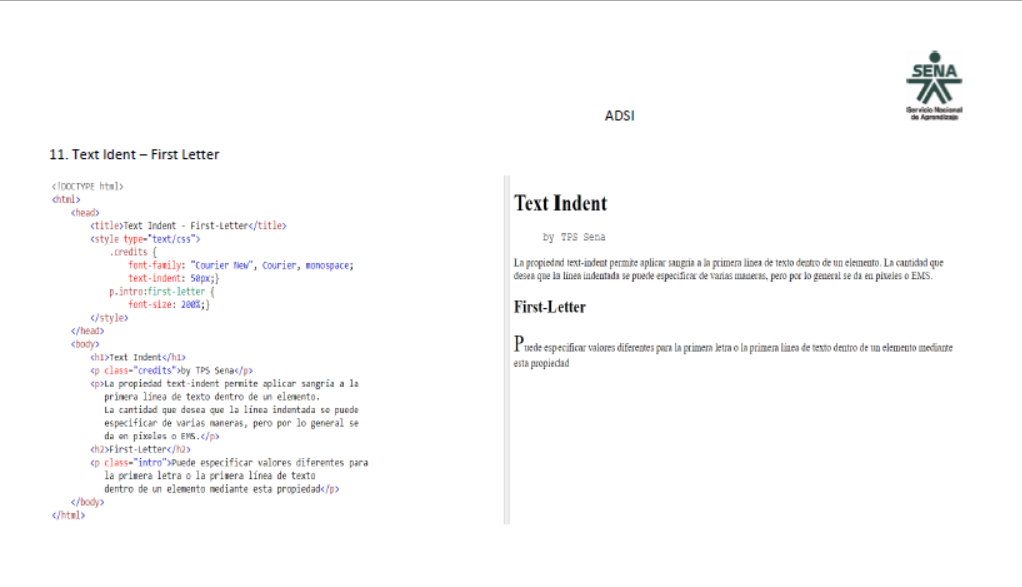 SENA
Servicio Nacional
de Aprendizaje
ADSI
11. Text Ident – First Letter
<!DOCTYPE html>
<html>
<head>
<title>Text Indent - First-Letter</title>
<style type="text/css">
.credits {
font-family: "Courier New", Courier, monospace;
text-indent: 50px;}
p.intro:first-letter {
font-size: 200%;}
</style>
</head>
<body>
<h1>Text Indent</h1>
<p class="credits">by TPS Sena</p>
<p>La propiedad text-indent permite aplicar sangría a la
primera línea de texto dentro de un elemento.
La cantidad que desea que la línea indentada se puede
especificar de varias maneras, pero por lo general se
da en píxeles o EMS.</p>
<h2>First-Letter</h2>
<p class="intro">Puede especificar valores diferentes para
la primera letra o la primera línea de texto
dentro de un elemento mediante esta propiedad</p>
</body>
</html>
Text Indent
by TPS Sena
La propiedad text-indent permite aplicar sangría a la primera línea de texto dentro de un elemento. La cantidad que
desea que la línea indentada se puede especificar de varias maneras, pero por lo general se da en píxeles o EMS.
First-Letter
Puede especificar valores diferentes para la primera letra o la primera línea de texto dentro de un elemento mediante
esta propiedad